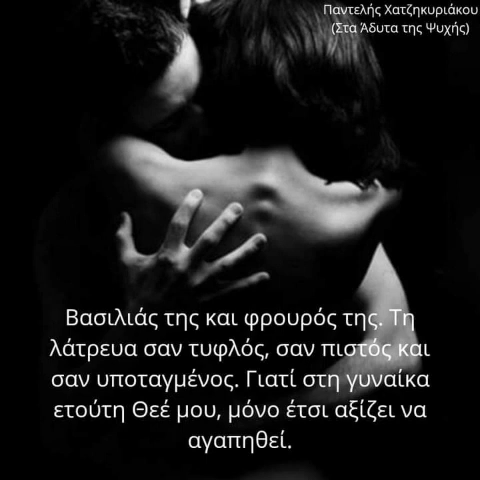 Παντελής Χατζηκυριάκου
(Στα Άδυτα της Ψυχής)
Βασιλιάς της και φρουρός της. Τη
λάτρευα σαν τυφλός, σαν πιστός και
σαν υποταγμένος. Γιατί στη γυναίκα
ετούτη Θεέ μου, μόνο έτσι αξίζει να
αγαπηθεί.